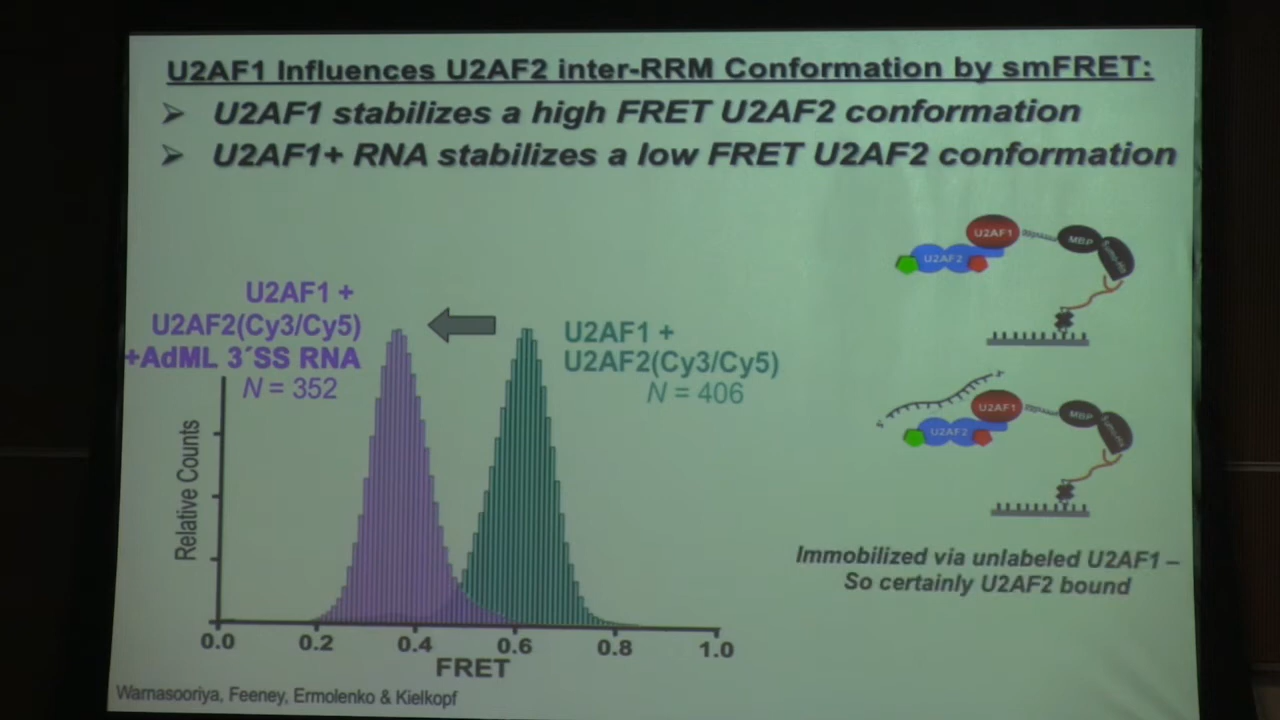 U2AF1 Influences U2AF2 inter-RRM Conformation by smFRET:
U2AF1 stabilizes a high FRET U2AF2 conformation
U2AF1+ RNA stabilizes a low FRET U2AF2 conformation
U2AF1 +
U2AF2(Cy3/Cy5)
+AdML 3´SS RNA
N = 352
U2AF1 +
U2AF2(Cy3/Cy5)
N = 406
Relative Counts
0.0 0.2 0.4 0.6 0.8 1.0
FRET
U2AF1
MBP
U2AF2
3'
U2AF1
MBP
5'
U2AF2
Immobilized via unlabeled U2AF1 –
So certainly U2AF2 bound
Warnasooriya, Feeney, Ermolenko & Kielkopf